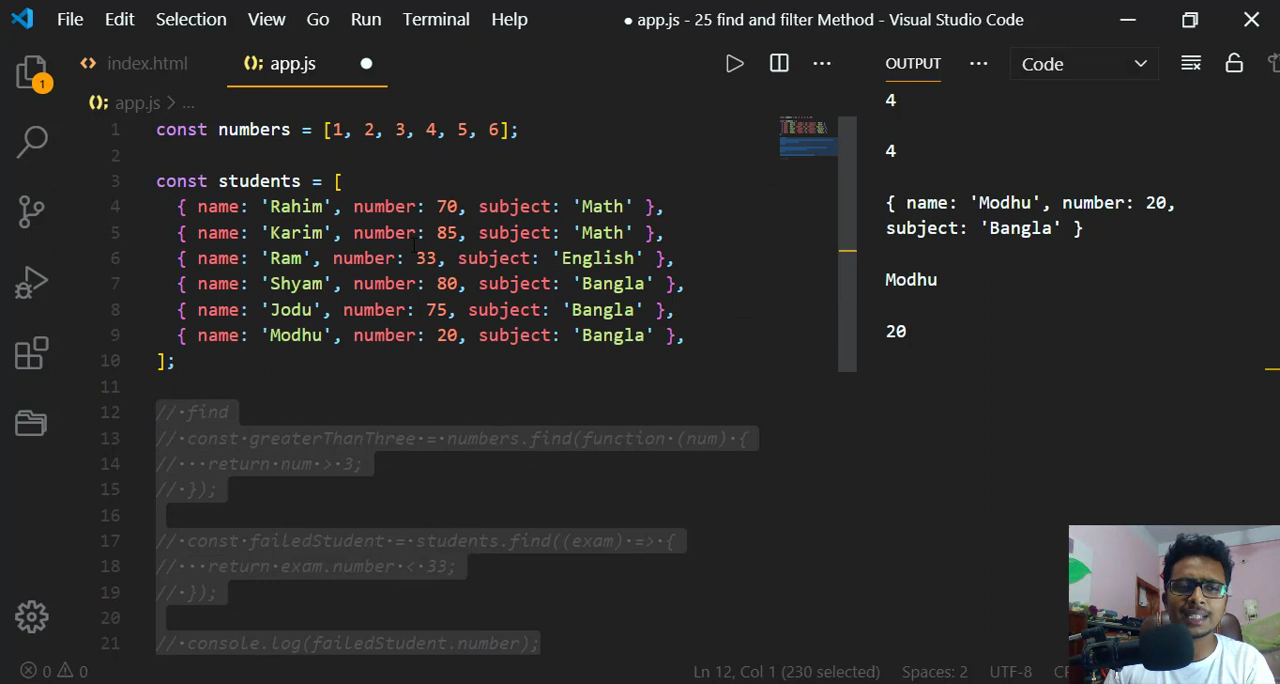 File Edit Selection View Go Run Terminal Help ● app.js - 25 find and filter Method - Visual Studio Code
index.html app.js
OUTPUT ··· Code
app.js > ...
1 const numbers = [1, 2, 3, 4, 5, 6];
2
3 const students = [
4 { name: 'Rahim', number: 70, subject: 'Math' },
5 { name: 'Karim', number: 85, subject: 'Math' },
6 { name: 'Ram', number: 33, subject: 'English' },
7 { name: 'Shyam', number: 80, subject: 'Bangla' },
8 { name: 'Jodu', number: 75, subject: 'Bangla' },
9 { name: 'Modhu', number: 20, subject: 'Bangla' },
10 ];
11
12 // find
13 // const greaterThanThree = numbers.find(function (num) {
14 //   return num > 3;
15 // });
16
17 // const failedStudent = students.find((exam) => {
18 //   return exam.number < 33;
19 // });
20
21 // console.log(failedStudent.number);
4
4
{ name: 'Modhu', number: 20,
subject: 'Bangla' }
Modhu
20
1
0 0 Ln 12, Col 1 (230 selected) Spaces: 2 UTF-8